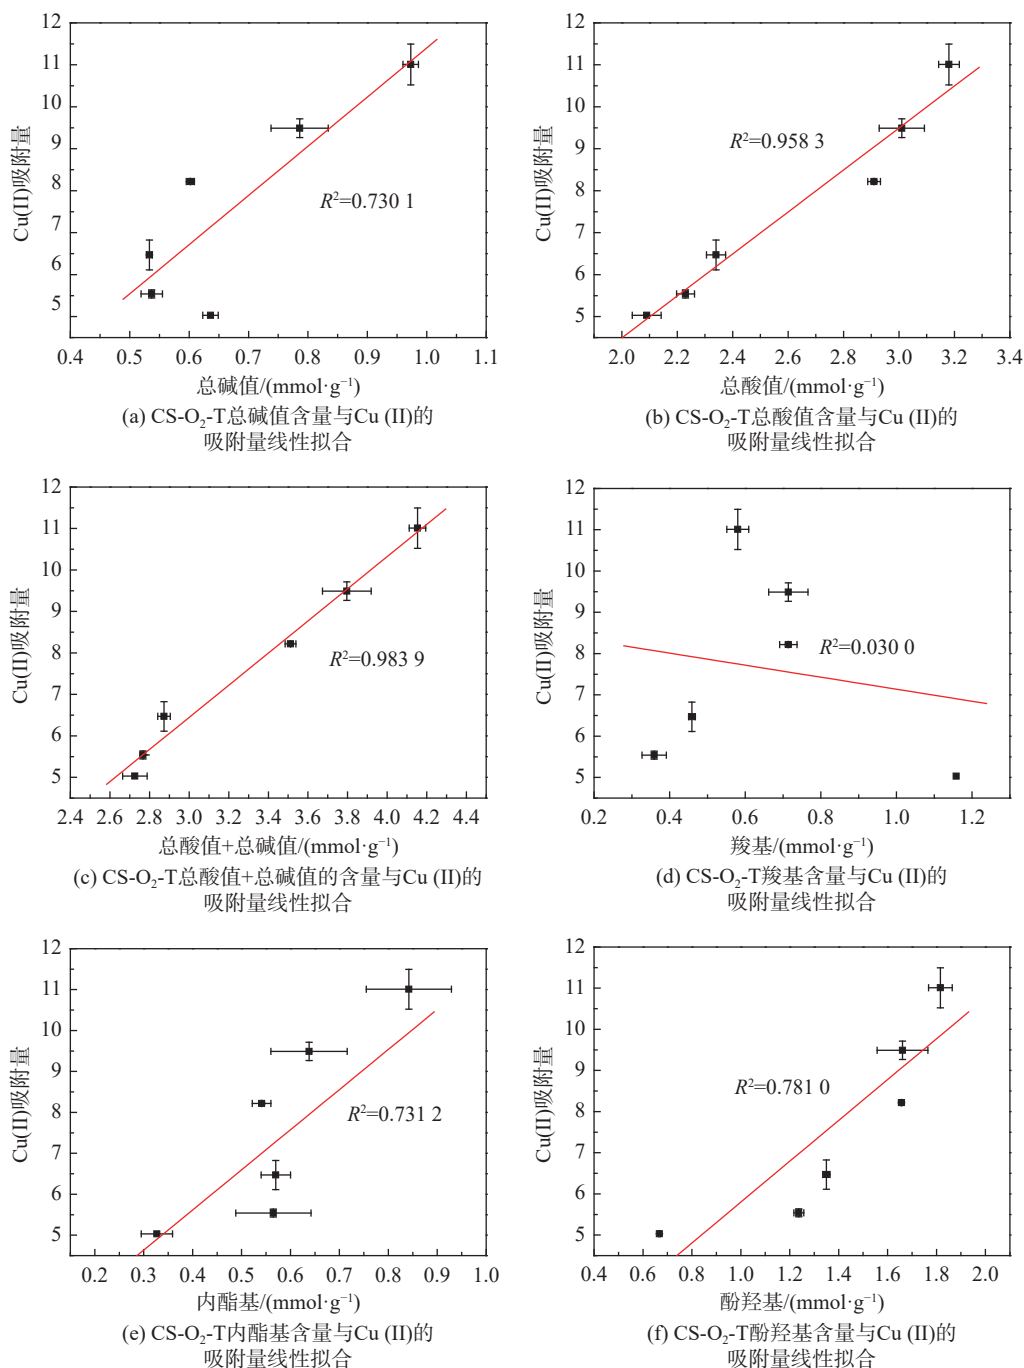 12
11
10
9
8
7
6
5
Cu(II)吸附量
R²=0.730 1
0.4 0.5 0.6 0.7 0.8 0.9 1.0 1.1
总碱值/(mmol·g⁻¹)
(a) CS-O₂-T总碱值含量与Cu (II)的
吸附量线性拟合
12
11
10
9
8
7
6
5
Cu(II)吸附量
R²=0.958 3
2.0 2.2 2.4 2.6 2.8 3.0 3.2 3.4
总酸值/(mmol·g⁻¹)
(b) CS-O₂-T总酸值含量与Cu (II)的
吸附量线性拟合
12
11
10
9
8
7
6
5
Cu(II)吸附量
R²=0.983 9
2.4 2.6 2.8 3.0 3.2 3.4 3.6 3.8 4.0 4.2 4.4
总酸值+总碱值/(mmol·g⁻¹)
(c) CS-O₂-T总酸值+总碱值的含量与Cu (II)的
吸附量线性拟合
12
11
10
9
8
7
6
5
Cu(II)吸附量
R²=0.030 0
0.2 0.4 0.6 0.8 1.0 1.2
羧基/(mmol·g⁻¹)
(d) CS-O₂-T羧基含量与Cu (II)的
吸附量线性拟合
12
11
10
9
8
7
6
5
Cu(II)吸附量
R²=0.731 2
0.2 0.3 0.4 0.5 0.6 0.7 0.8 0.9 1.0
内酯基/(mmol·g⁻¹)
(e) CS-O₂-T内酯基含量与Cu (II)的
吸附量线性拟合
12
11
10
9
8
7
6
5
Cu(II)吸附量
R²=0.781 0
0.4 0.6 0.8 1.0 1.2 1.4 1.6 1.8 2.0
酚羟基/(mmol·g⁻¹)
(f) CS-O₂-T酚羟基含量与Cu (II)的
吸附量线性拟合